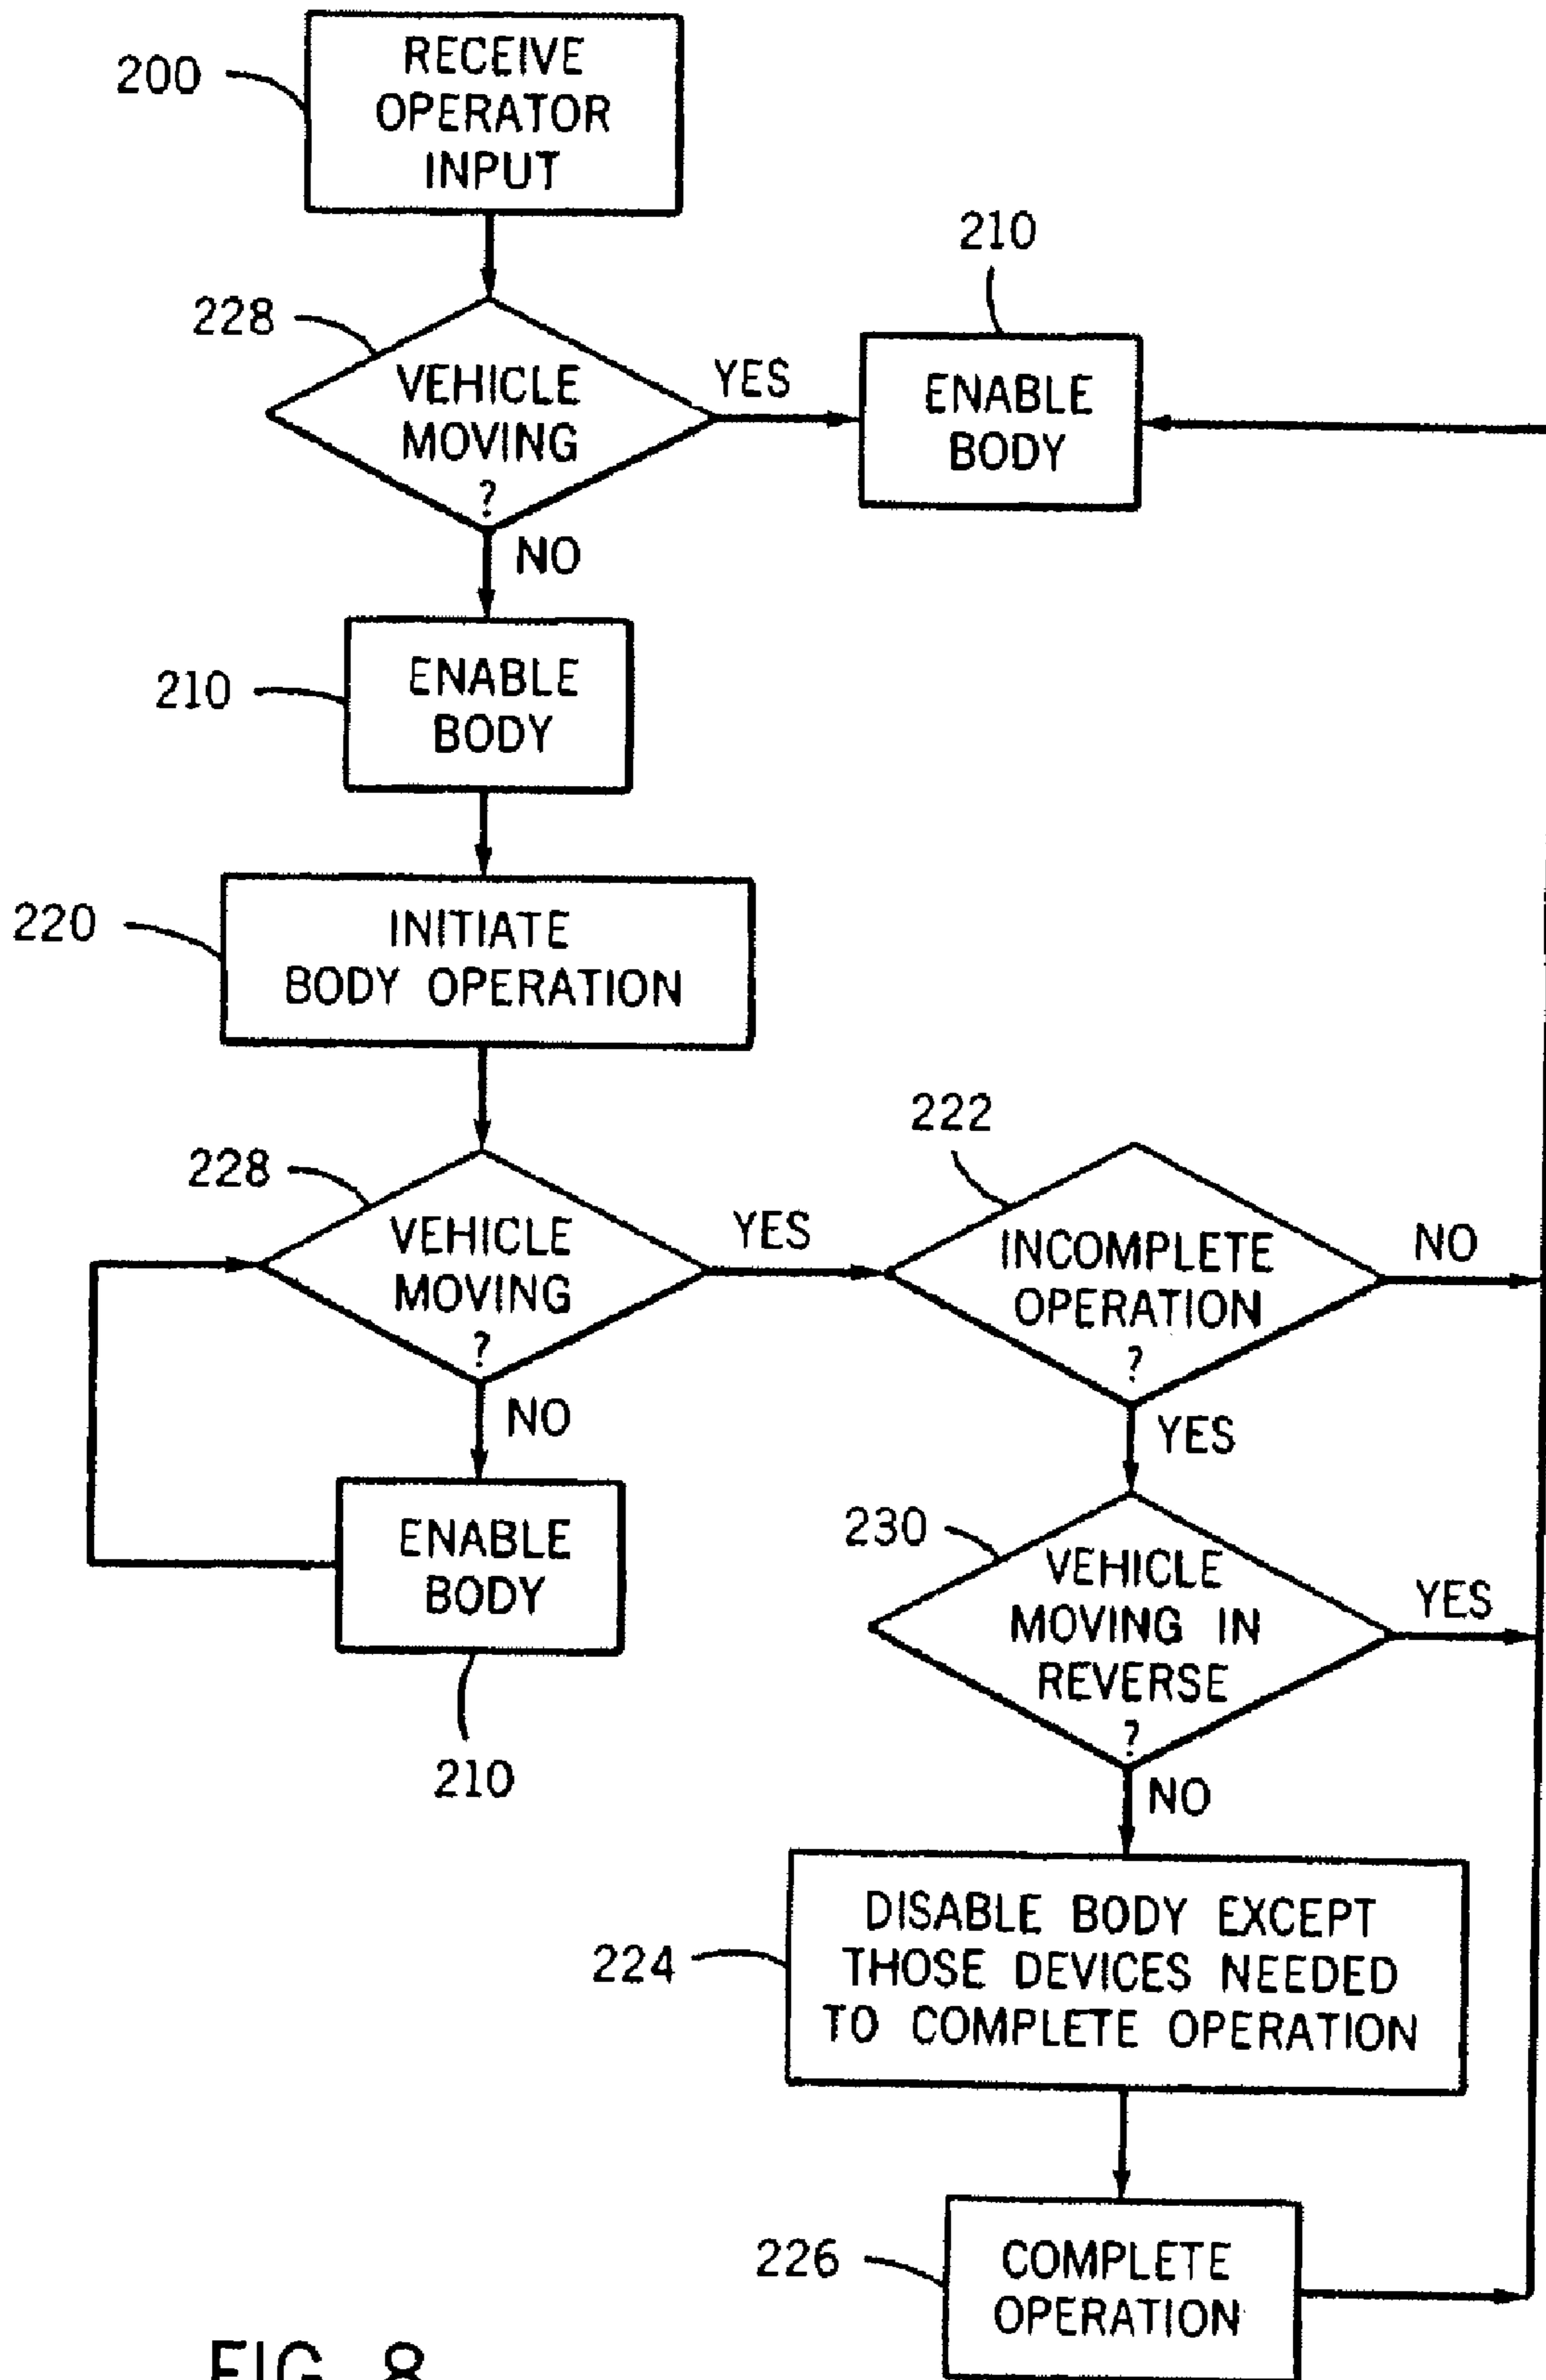 200
RECEIVE
OPERATOR
INPUT
210
228
VEHICLE
MOVING
?
YES
ENABLE
BODY
NO
210
ENABLE
BODY
220
INITIATE
BODY OPERATION
222
228
VEHICLE
MOVING
?
YES
INCOMPLETE
OPERATION
?
NO
NO
YES
ENABLE
BODY
210
230
VEHICLE
MOVING IN
REVERSE
?
YES
NO
224
DISABLE BODY EXCEPT
THOSE DEVICES NEEDED
TO COMPLETE OPERATION
226
COMPLETE
OPERATION
FIG. 8